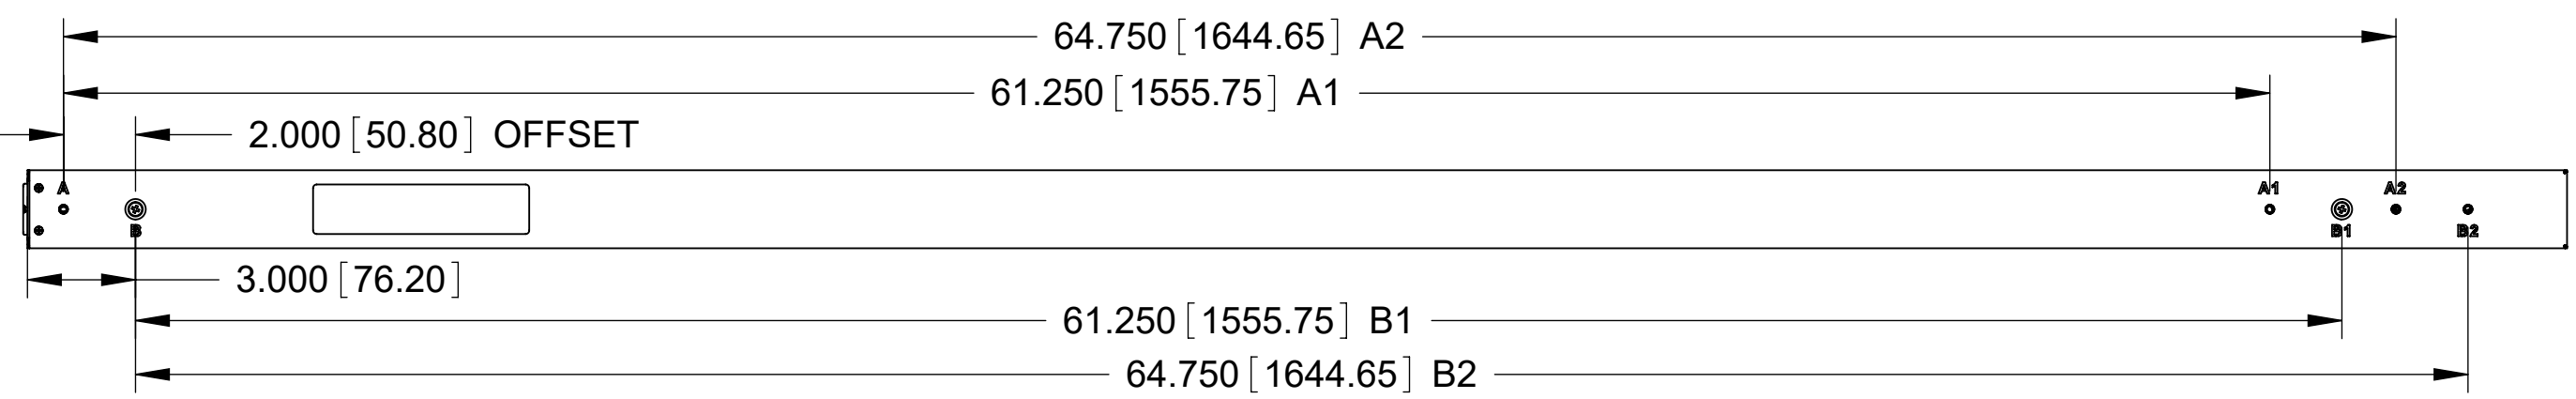 64.750 [1644.65] A2
61.250 [1555.75] A1
2.000 [50.80] OFFSET
A A1 A2
B B1 B2
3.000 [76.20]
61.250 [1555.75] B1
64.750 [1644.65] B2